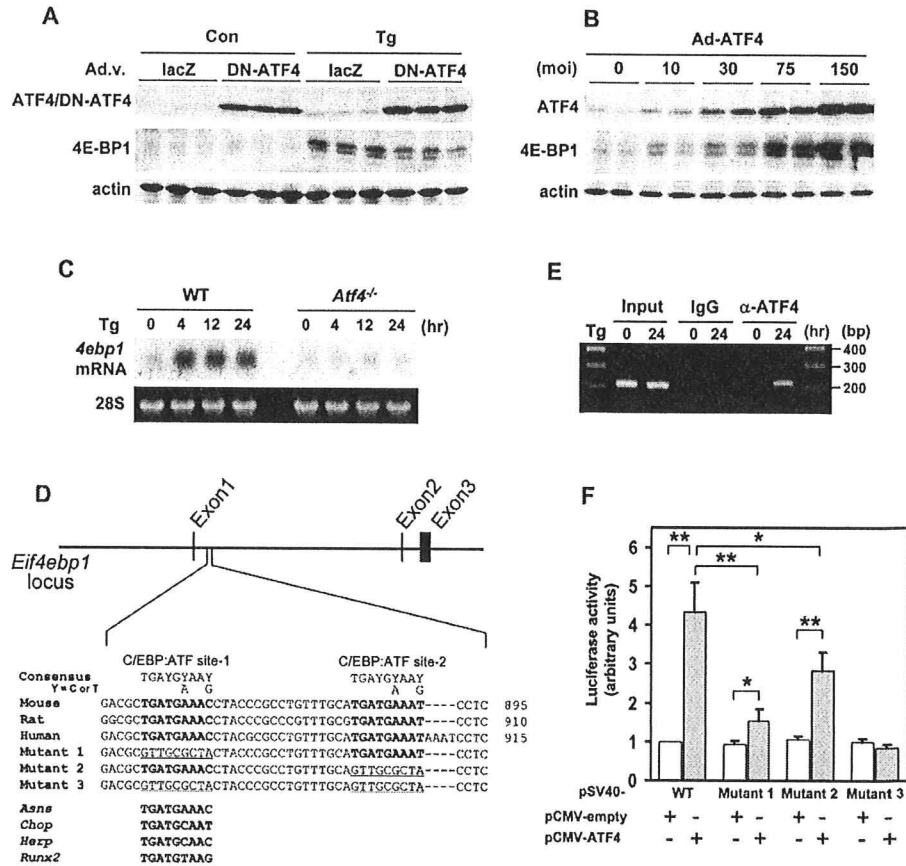 A
Con Tg
Ad.v. lacZ DN-ATF4 lacZ DN-ATF4
ATF4/DN-ATF4
4E-BP1
actin
B
Ad-ATF4
(moi) 0 10 30 75 150
ATF4
4E-BP1
actin
C
WT Atf4-/-
Tg 0 4 12 24 0 4 12 24 (hr)
4ebp1
mRNA
28S
E
Input IgG α-ATF4
Tg 0 24 0 24 0 24 (hr) (bp)
400
300
200
D
Exon1 Exon2 Exon3
Eif4ebp1
locus
C/EBP:ATF site-1 C/EBP:ATF site-2
Consensus TGAYGYAAY TGAYGYAAY
Y=CorT A G A G
Mouse GACGCTGATGAAACCTACCCGCCTGTTTGCATGATGAAAT----CCTC 895
Rat GGCGCTGATGAAACCTACCCGCCTGTTTGCATGATGAAAT----CCTC 910
Human GACGCTGATGAAACCTACGCGCCTGTTTGCGTGATGAAATAAATCCTCC 915
Mutant 1 GACGCGTTGCGCTACTACCCGCCTGTTTGCATGATGAAAT----CCTC
Mutant 2 GACGCTGATGAAACCTACCCGCCTGTTTGCAGTTGCGCTA----CCTC
Mutant 3 GACGCGTTGCGCTACTACCCGCCTGTTTGCAGTTGCGCTA----CCTC
Asns TGATGAAAC
Chop TGATGCAAT
Herp TGATGCAAC
Runx2 TGATGTAAG
F
Luciferase activity
(arbitrary units)
6
5
4
3
2
1
0
** ** * * **
pSV40- WT Mutant 1 Mutant 2 Mutant 3
pCMV-empty + - + - + - + -
pCMV-ATF4 - + - + - + - +